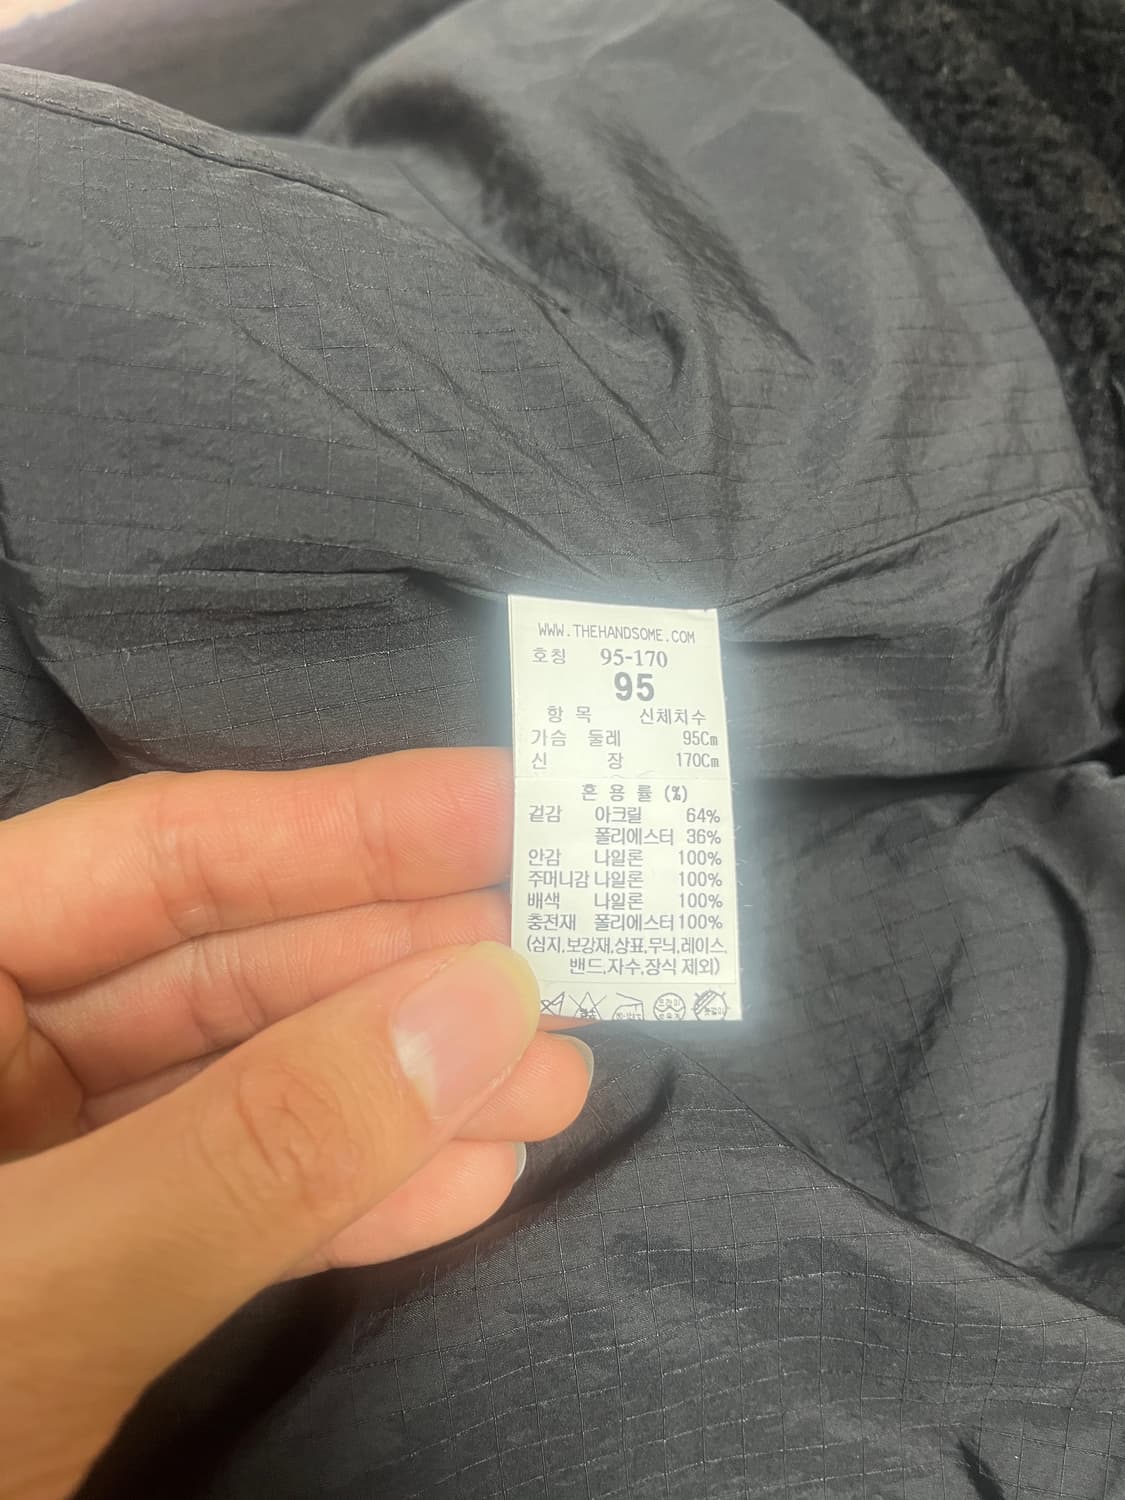 WWW.THEHANDSOME.COM
호칭 95-170
95
항 목 신체치수
가슴 둘레 95Cm
신 장 170Cm
혼 용 률 (%)
겉감 아크릴 64%
폴리에스터 36%
안감 나일론 100%
주머니감 나일론 100%
배색 나일론 100%
충전재 폴리에스터 100%
(심지,보강재,상표,무늬,레이스,
밴드,자수,장식 제외)
드라이